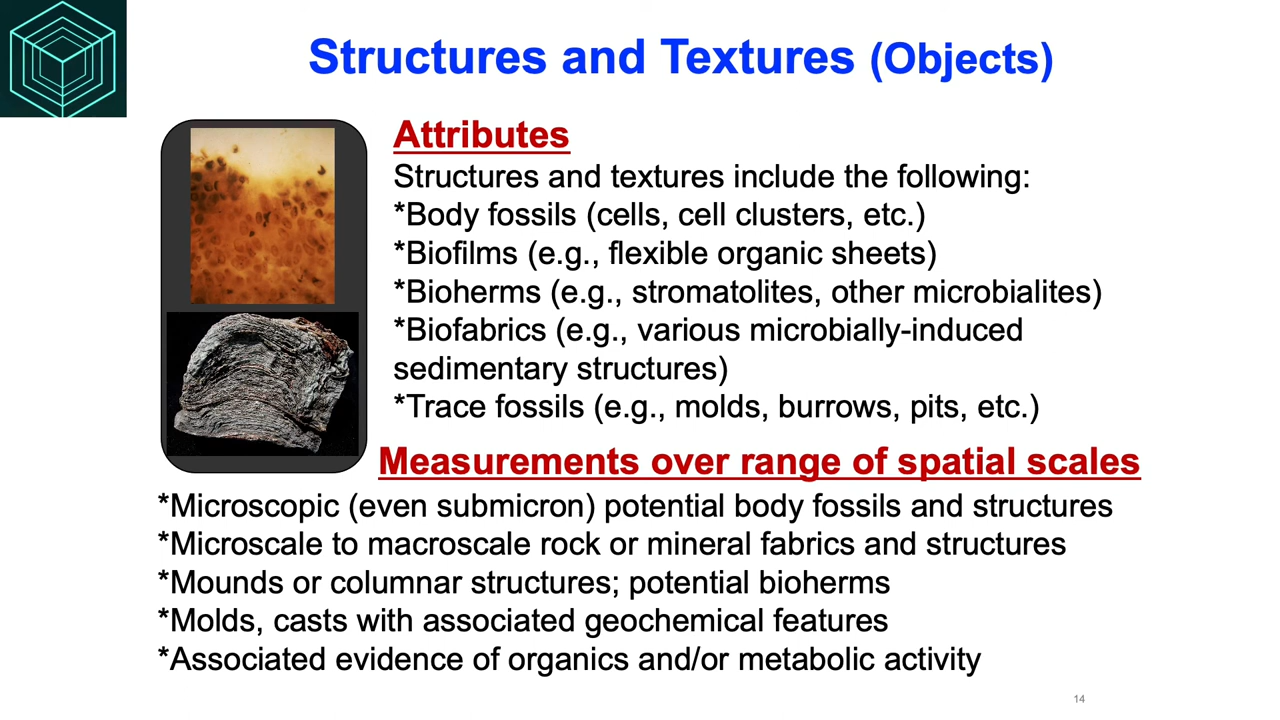 Structures and Textures (Objects)
Attributes
Structures and textures include the following:
*Body fossils (cells, cell clusters, etc.)
*Biofilms (e.g., flexible organic sheets)
*Bioherms (e.g., stromatolites, other microbialites)
*Biofabrics (e.g., various microbially-induced
sedimentary structures)
*Trace fossils (e.g., molds, burrows, pits, etc.)
Measurements over range of spatial scales
*Microscopic (even submicron) potential body fossils and structures
*Microscale to macroscale rock or mineral fabrics and structures
*Mounds or columnar structures; potential bioherms
*Molds, casts with associated geochemical features
*Associated evidence of organics and/or metabolic activity
14